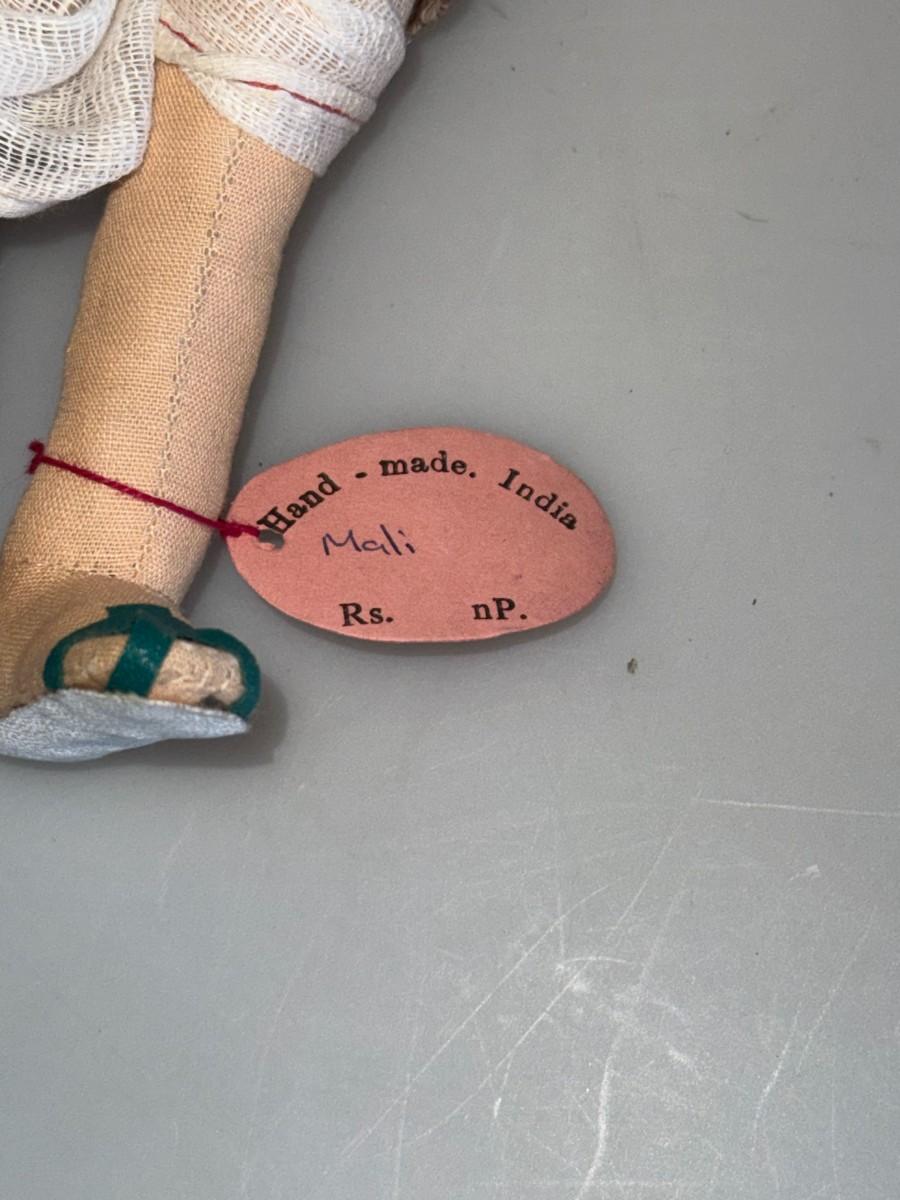 Hand - made. India
Mali
Rs. nP.